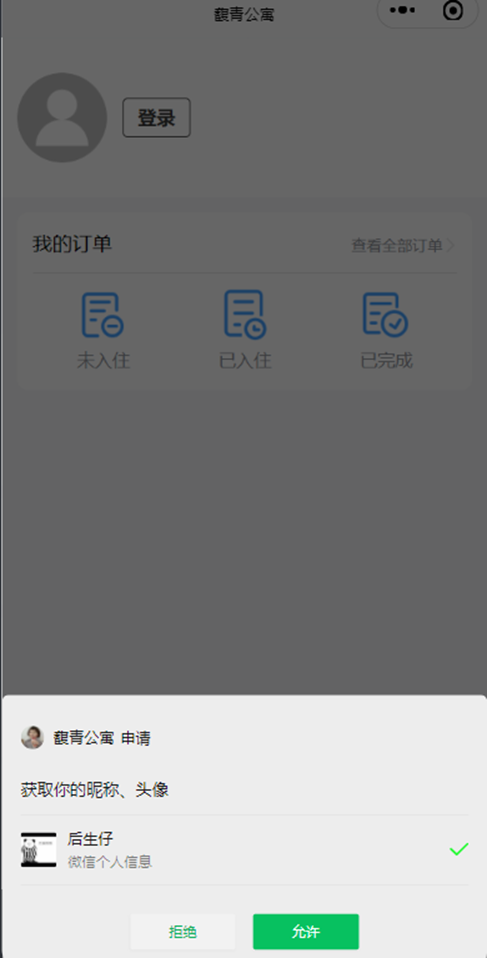 馥青公寓
登录
我的订单 查看全部订单
未入住 已入住 已完成
馥青公寓 申请
获取你的昵称、头像
后生仔
微信个人信息
拒绝 允许